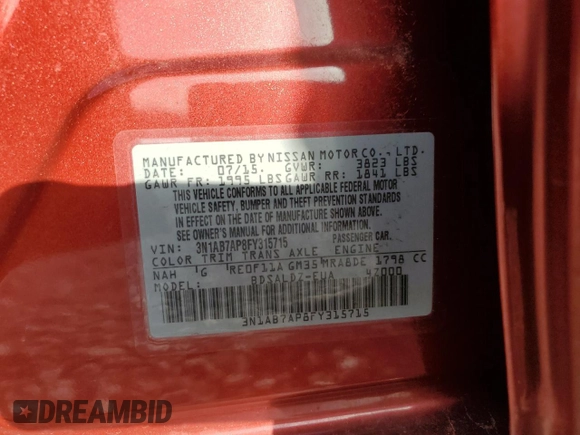 MANUFACTURED BY NISSAN MOTOR CO., LTD.
DATE: 07/15. GVWR: 3823 LBS
GAWR FR: 1995 LBS GAWR RR: 1841 LBS
THIS VEHICLE CONFORMS TO ALL APPLICABLE FEDERAL MOTOR
VEHICLE SAFETY, BUMPER AND THEFT PREVENTION STANDARDS
IN EFFECT ON THE DATE OF MANUFACTURE SHOWN ABOVE.
SEE OWNER'S MANUAL FOR ADDITIONAL INFORMATION.
VIN: 3N1AB7AP8FY315715 PASSENGER CAR.
COLOR TRIM TRANS AXLE ENGINE
NAH G RE0F11A GM35 MRA8DE 1798 CC
MODEL: BDSALDZ-EUA 4Z000
3N1AB7AP8FY315715
DREAMBID